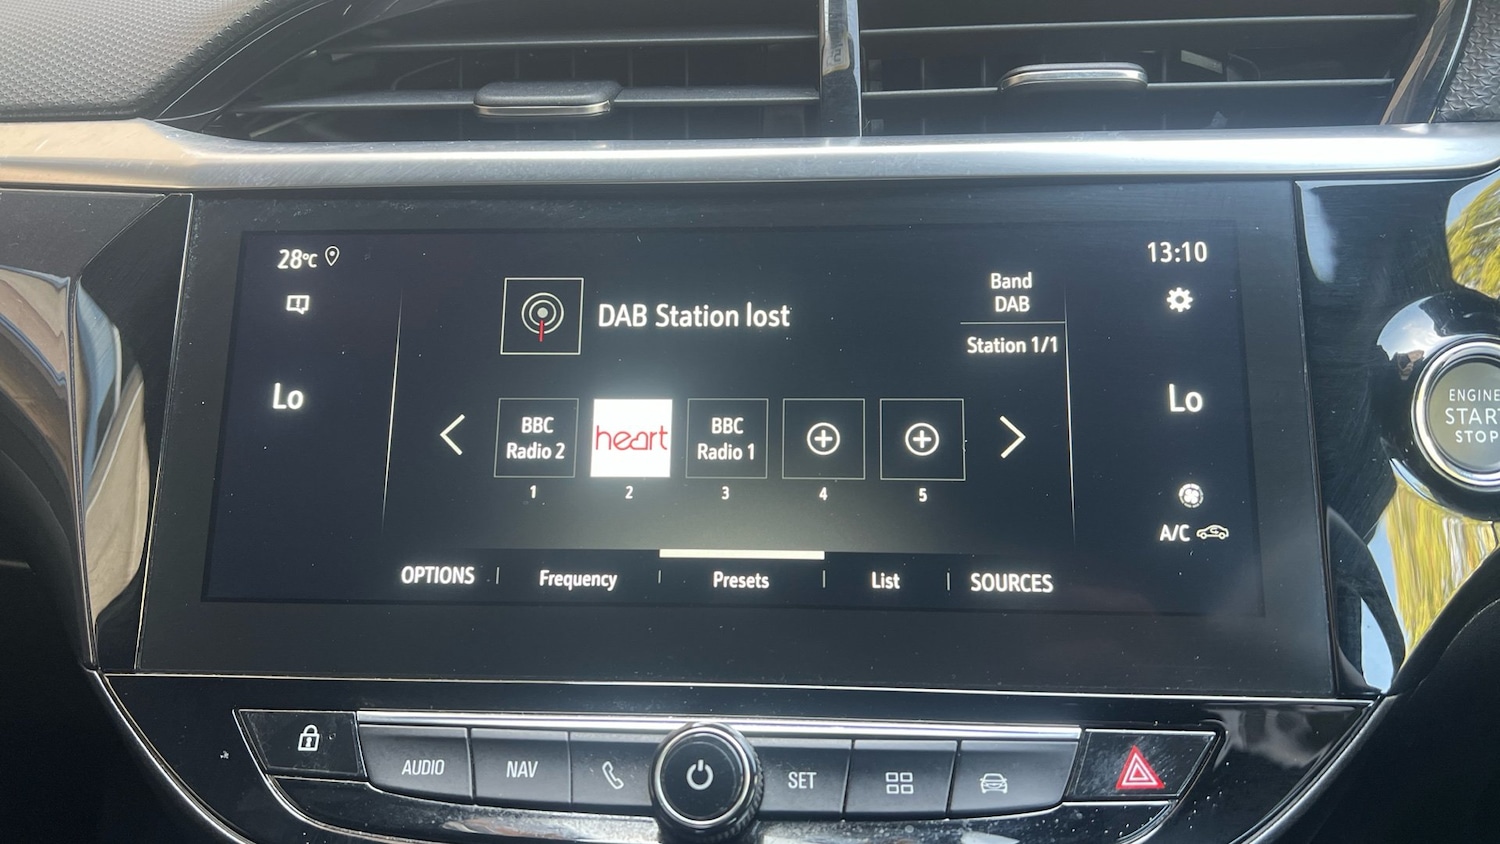 28°C
13:10
DAB Station lost
Band
DAB
Station 1/1
Lo
Lo
BBC
Radio 2
heart
BBC
Radio 1
1
2
3
4
5
A/C
OPTIONS
Frequency
Presets
List
SOURCES
ENGINE
START
STOP
AUDIO
NAV
SET